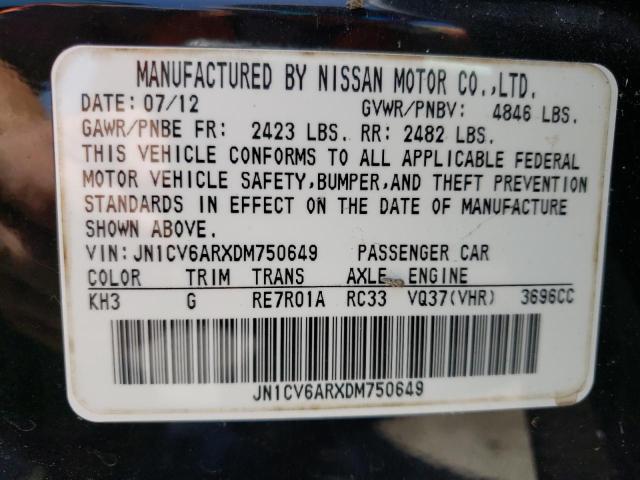 MANUFACTURED BY NISSAN MOTOR CO.,LTD.
DATE: 07/12 GVWR/PNBV: 4846 LBS.
GAWR/PNBE FR: 2423 LBS. RR: 2482 LBS.
THIS VEHICLE CONFORMS TO ALL APPLICABLE FEDERAL
MOTOR VEHICLE SAFETY,BUMPER,AND THEFT PREVENTION
STANDARDS IN EFFECT ON THE DATE OF MANUFACTURE
SHOWN ABOVE.
VIN:JN1CV6ARXDM750649 PASSENGER CAR
COLOR TRIM TRANS AXLE ENGINE
KH3 G RE7R01A RC33 VQ37(VHR) 3696CC
JN1CV6ARXDM750649